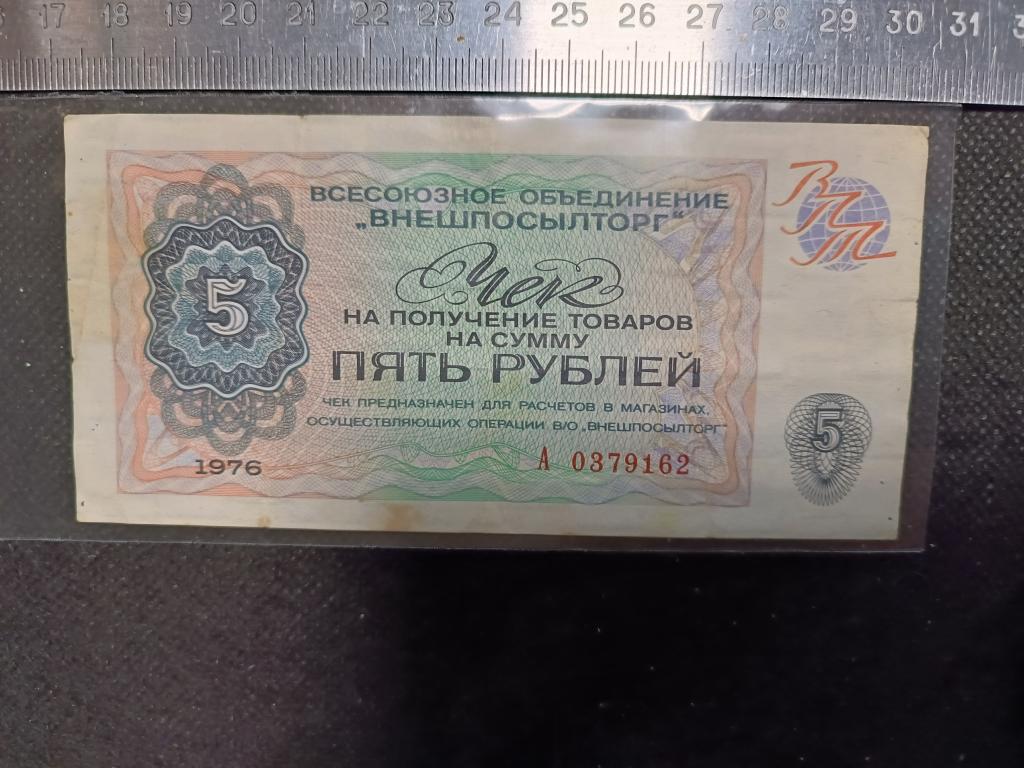 17 18 19 20 21 22 23 24 25 26 27 28 29 30 31
ВСЕСОЮЗНОЕ ОБЪЕДИНЕНИЕ
„ВНЕШПОСЫЛТОРГ“
ВПТ
Чек
НА ПОЛУЧЕНИЕ ТОВАРОВ
НА СУММУ
ПЯТЬ РУБЛЕЙ
ЧЕК ПРЕДНАЗНАЧЕН ДЛЯ РАСЧЕТОВ В МАГАЗИНАХ,
ОСУЩЕСТВЛЯЮЩИХ ОПЕРАЦИИ В/О „ВНЕШПОСЫЛТОРГ“
5
5
1976
А 0379162